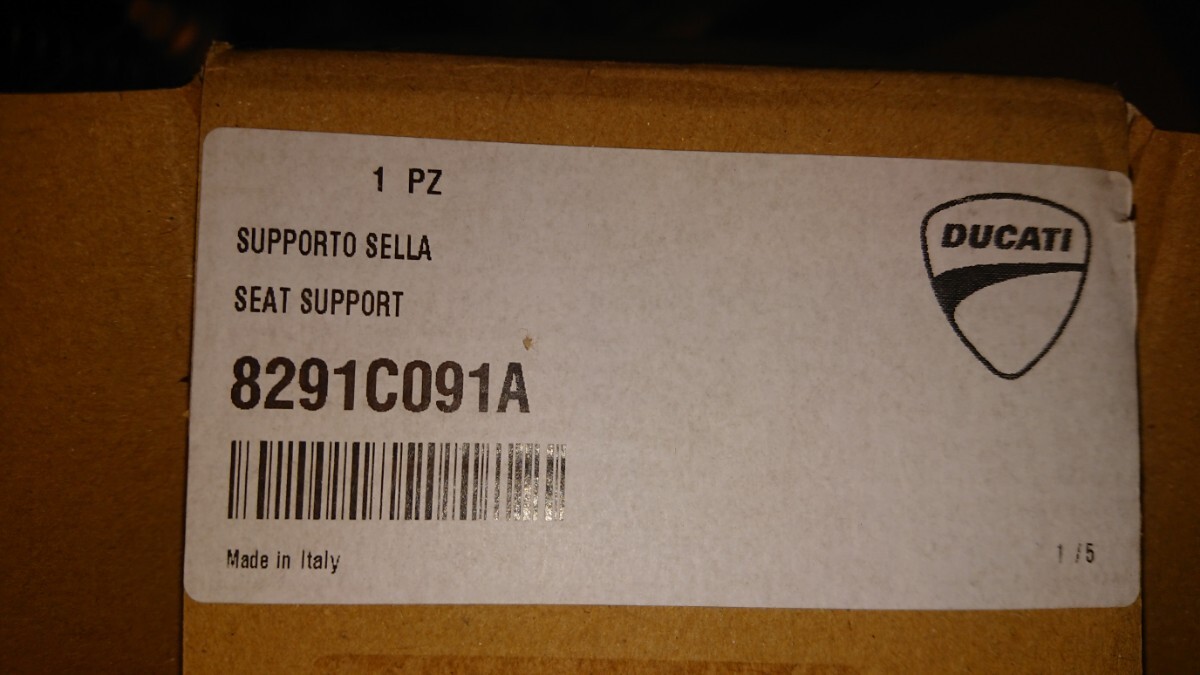 1 PZ
DUCATI
SUPPORTO SELLA
SEAT SUPPORT
8291C091A
Made in Italy
1 / 5